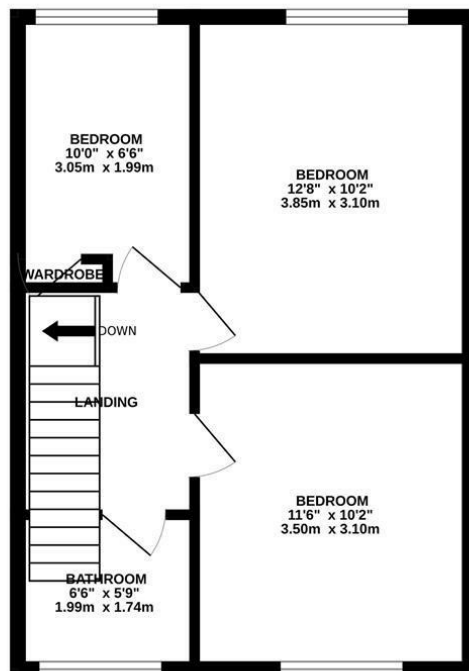 BEDROOM
10'0" x 6'6"
3.05m x 1.99m
BEDROOM
12'8" x 10'2"
3.85m x 3.10m
WARDROBE
DOWN
LANDING
BEDROOM
11'6" x 10'2"
3.50m x 3.10m
BATHROOM
6'6" x 5'9"
1.99m x 1.74m